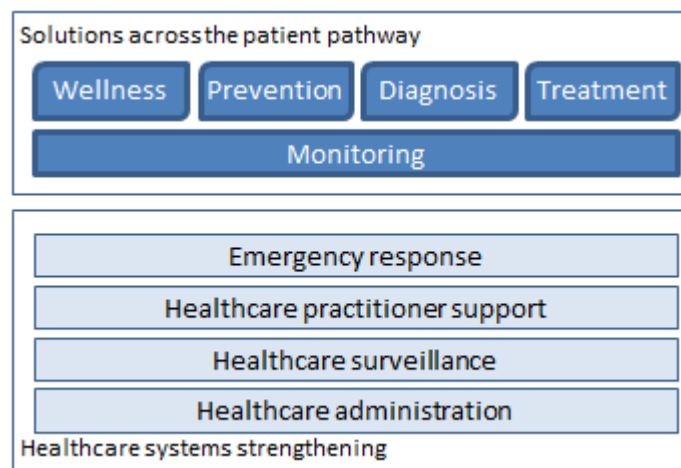 Solutions across the patient pathway
Wellness Prevention Diagnosis Treatment
Monitoring
Emergency response
Healthcare practitioner support
Healthcare surveillance
Healthcare administration
Healthcare systems strengthening